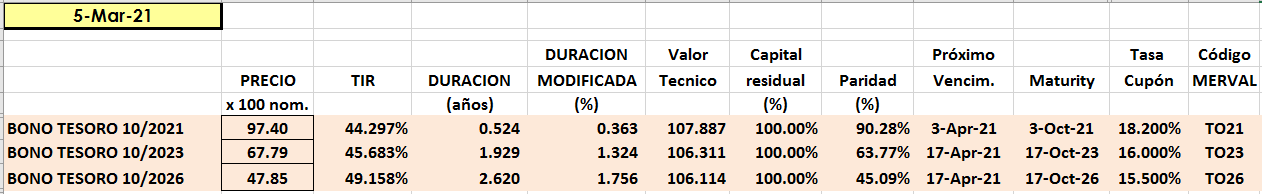 5-Mar-21
DURACION Valor Capital Próximo Tasa Código
PRECIO TIR DURACION MODIFICADA Tecnico residual Paridad Vencim. Maturity Cupón MERVAL
x 100 nom. (años) (%) (%) (%)
BONO TESORO 10/2021 97.40 44.297% 0.524 0.363 107.887 100.00% 90.28% 3-Apr-21 3-Oct-21 18.200% TO21
BONO TESORO 10/2023 67.79 45.683% 1.929 1.324 106.311 100.00% 63.77% 17-Apr-21 17-Oct-23 16.000% TO23
BONO TESORO 10/2026 47.85 49.158% 2.620 1.756 106.114 100.00% 45.09% 17-Apr-21 17-Oct-26 15.500% TO26